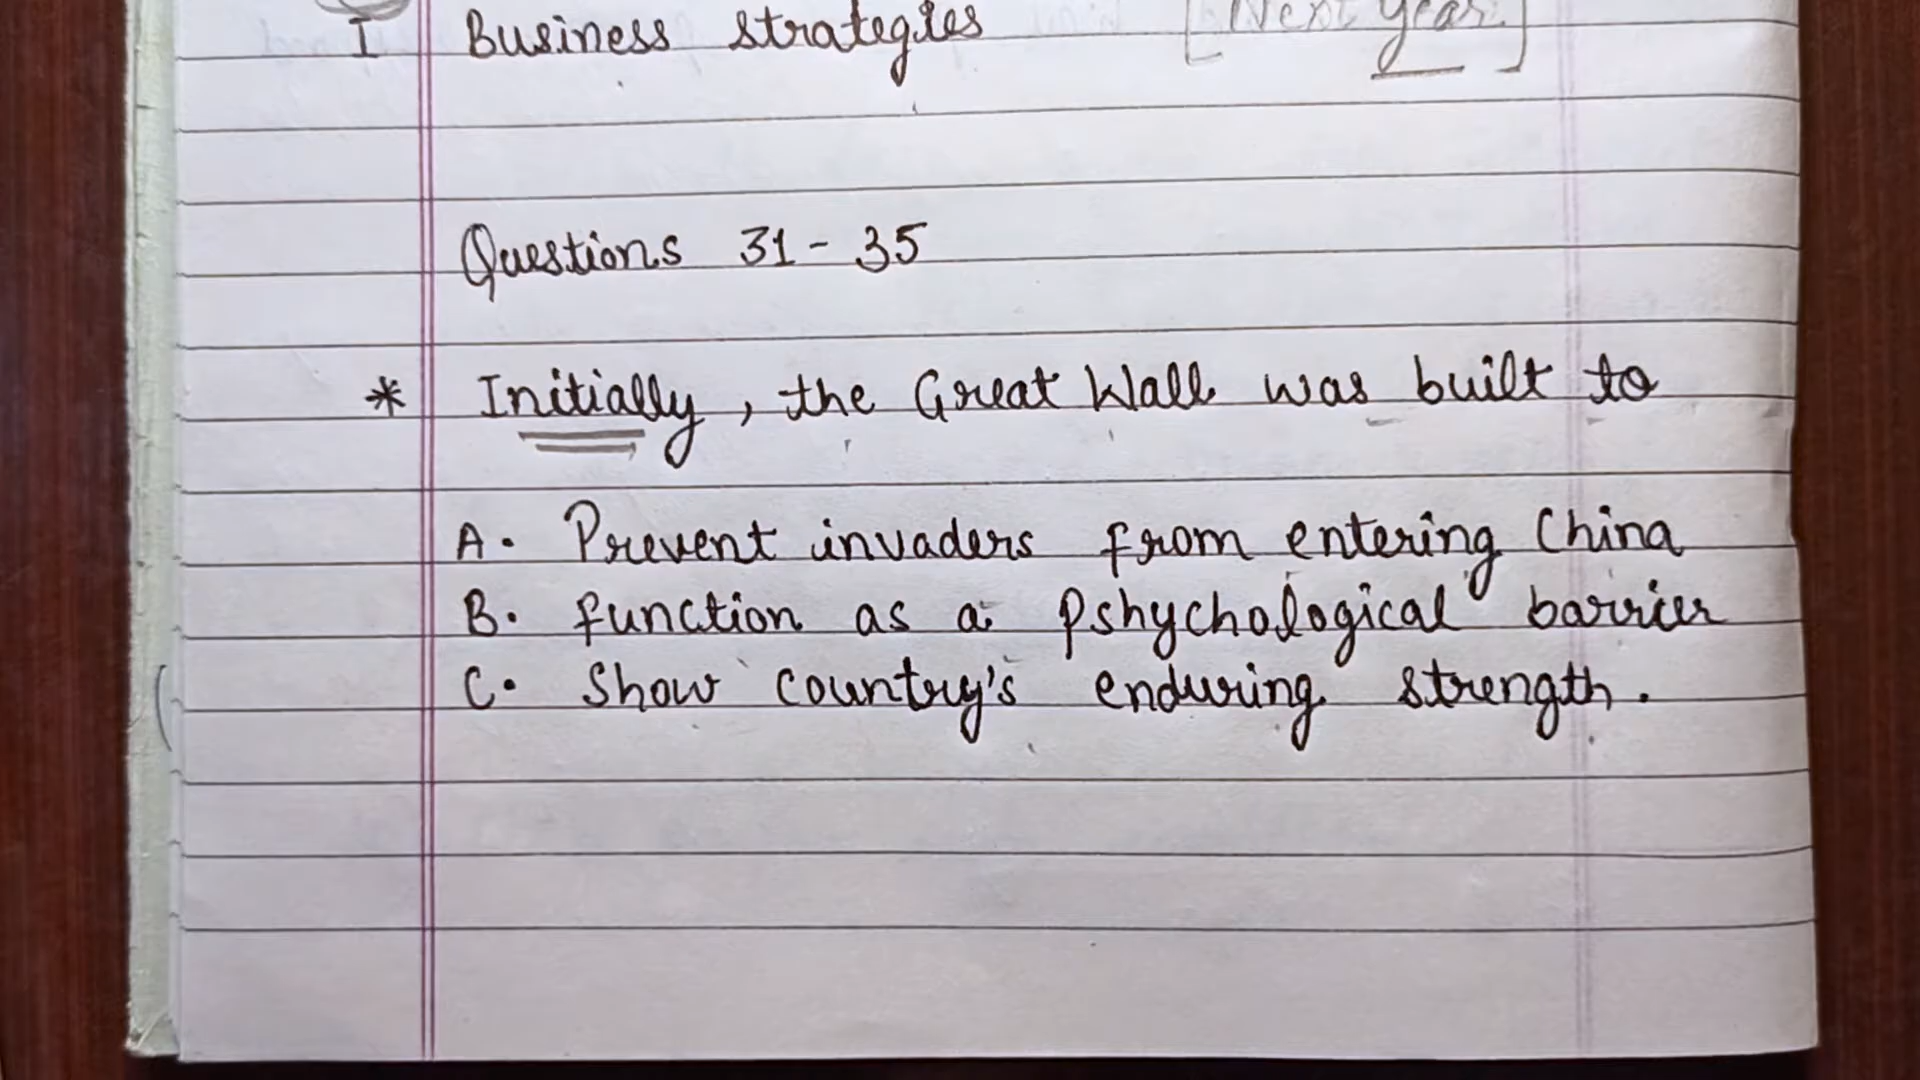 I Business strategies [Next year]
Questions 31 - 35
* Initially, the Great Wall was built to
A. Prevent invaders from entering China
B. function as a pshychological barrier
C. Show country's enduring strength.